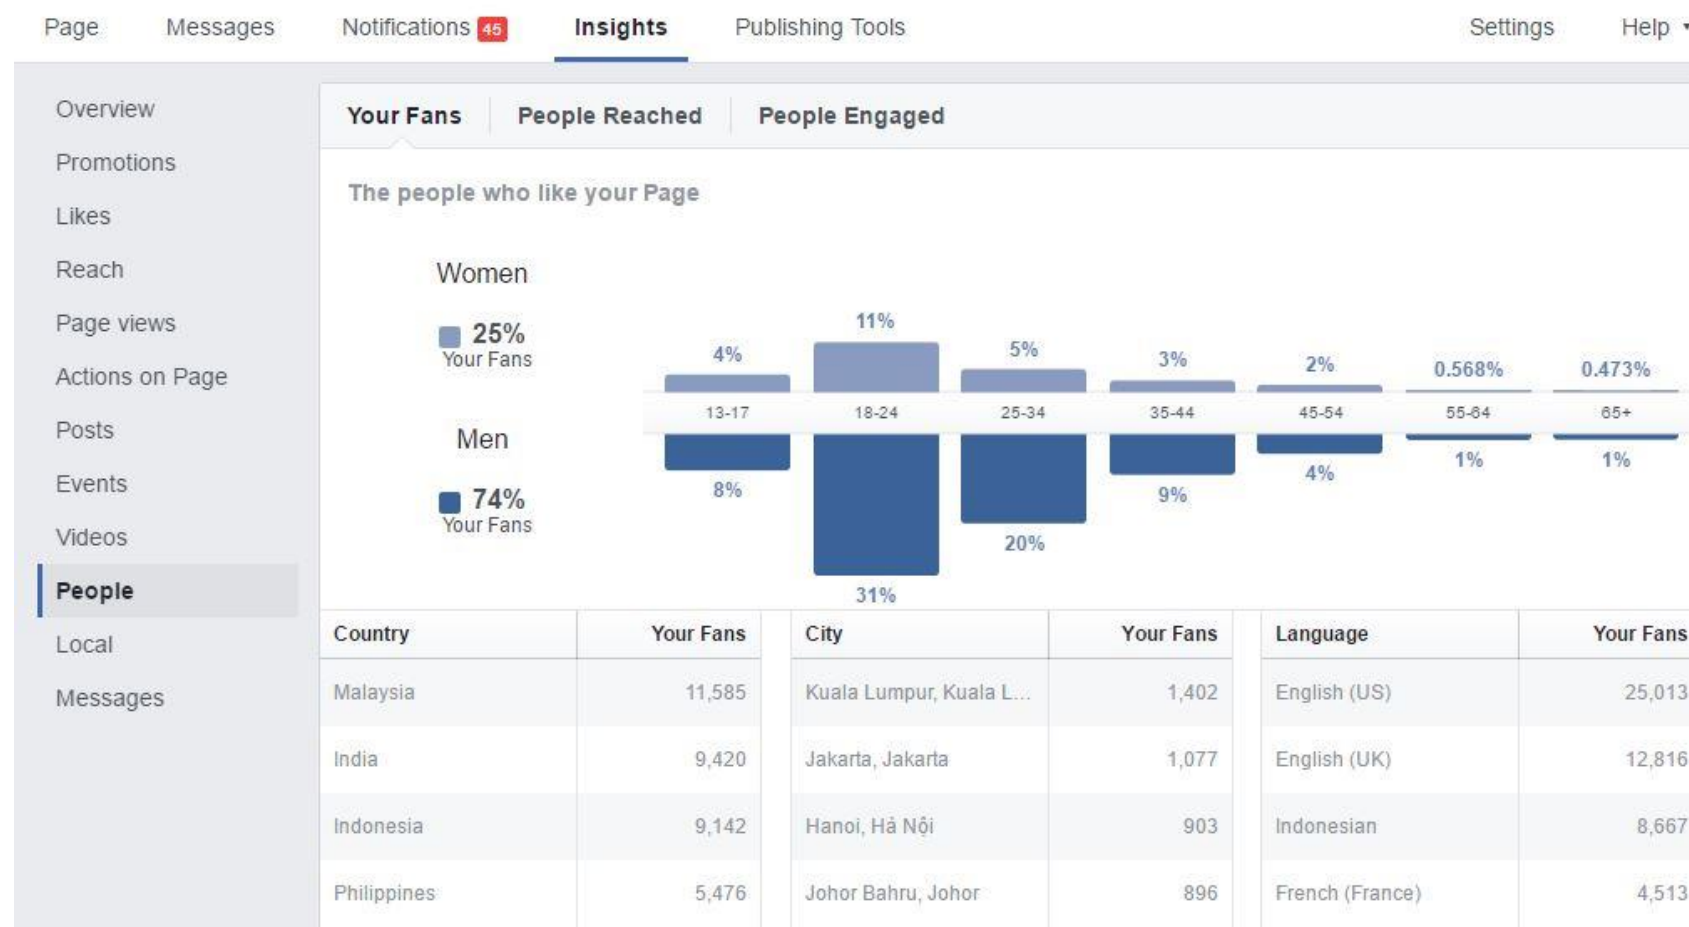 Page Messages Notifications 45 Insights Publishing Tools Settings Help
Overview
Promotions
Likes
Reach
Page views
Actions on Page
Posts
Events
Videos
People
Local
Messages
Your Fans People Reached People Engaged
The people who like your Page
Women
25%
Your Fans
4% 11% 5% 3% 2% 0.568% 0.473%
13-17 18-24 25-34 35-44 45-54 55-64 65+
Men
74%
Your Fans
8% 31% 20% 9% 4% 1% 1%
Country Your Fans City Your Fans Language Your Fans
Malaysia 11,585 Kuala Lumpur, Kuala L... 1,402 English (US) 25,013
India 9,420 Jakarta, Jakarta 1,077 English (UK) 12,816
Indonesia 9,142 Hanoi, Hà Nội 903 Indonesian 8,667
Philippines 5,476 Johor Bahru, Johor 896 French (France) 4,513